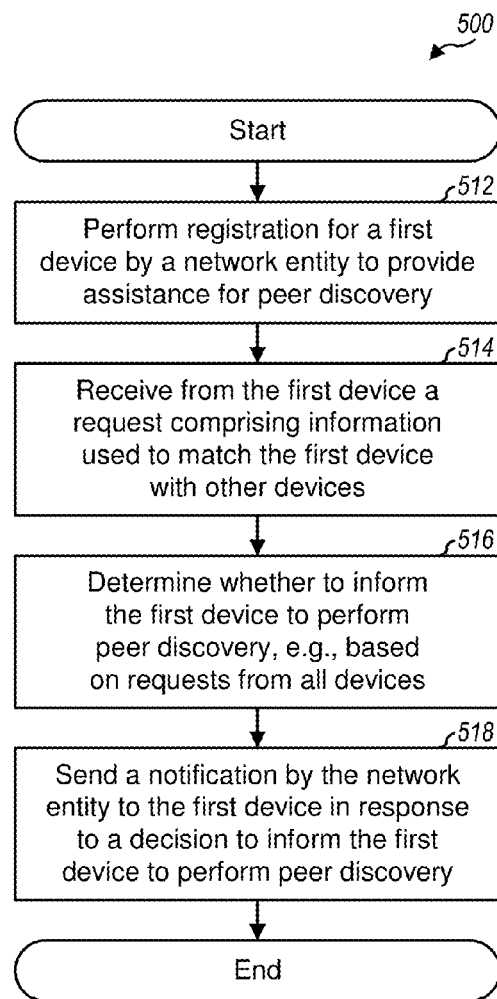 500
Start
512
Perform registration for a first
device by a network entity to provide
assistance for peer discovery
514
Receive from the first device a
request comprising information
used to match the first device
with other devices
516
Determine whether to inform
the first device to perform
peer discovery, e.g., based
on requests from all devices
518
Send a notification by the network
entity to the first device in response
to a decision to inform the first
device to perform peer discovery
End